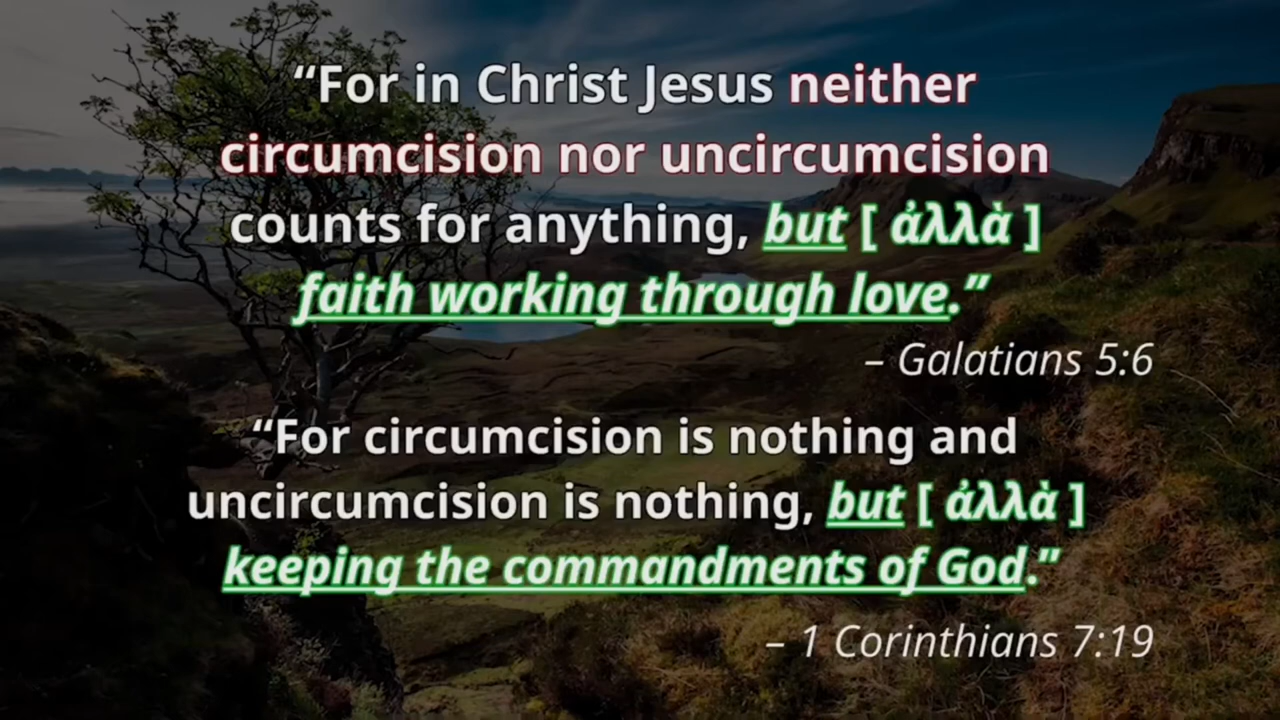 “For in Christ Jesus neither
circumcision nor uncircumcision
counts for anything, but [ ἀλλὰ ]
faith working through love.”
– Galatians 5:6
“For circumcision is nothing and
uncircumcision is nothing, but [ ἀλλὰ ]
keeping the commandments of God.”
– 1 Corinthians 7:19